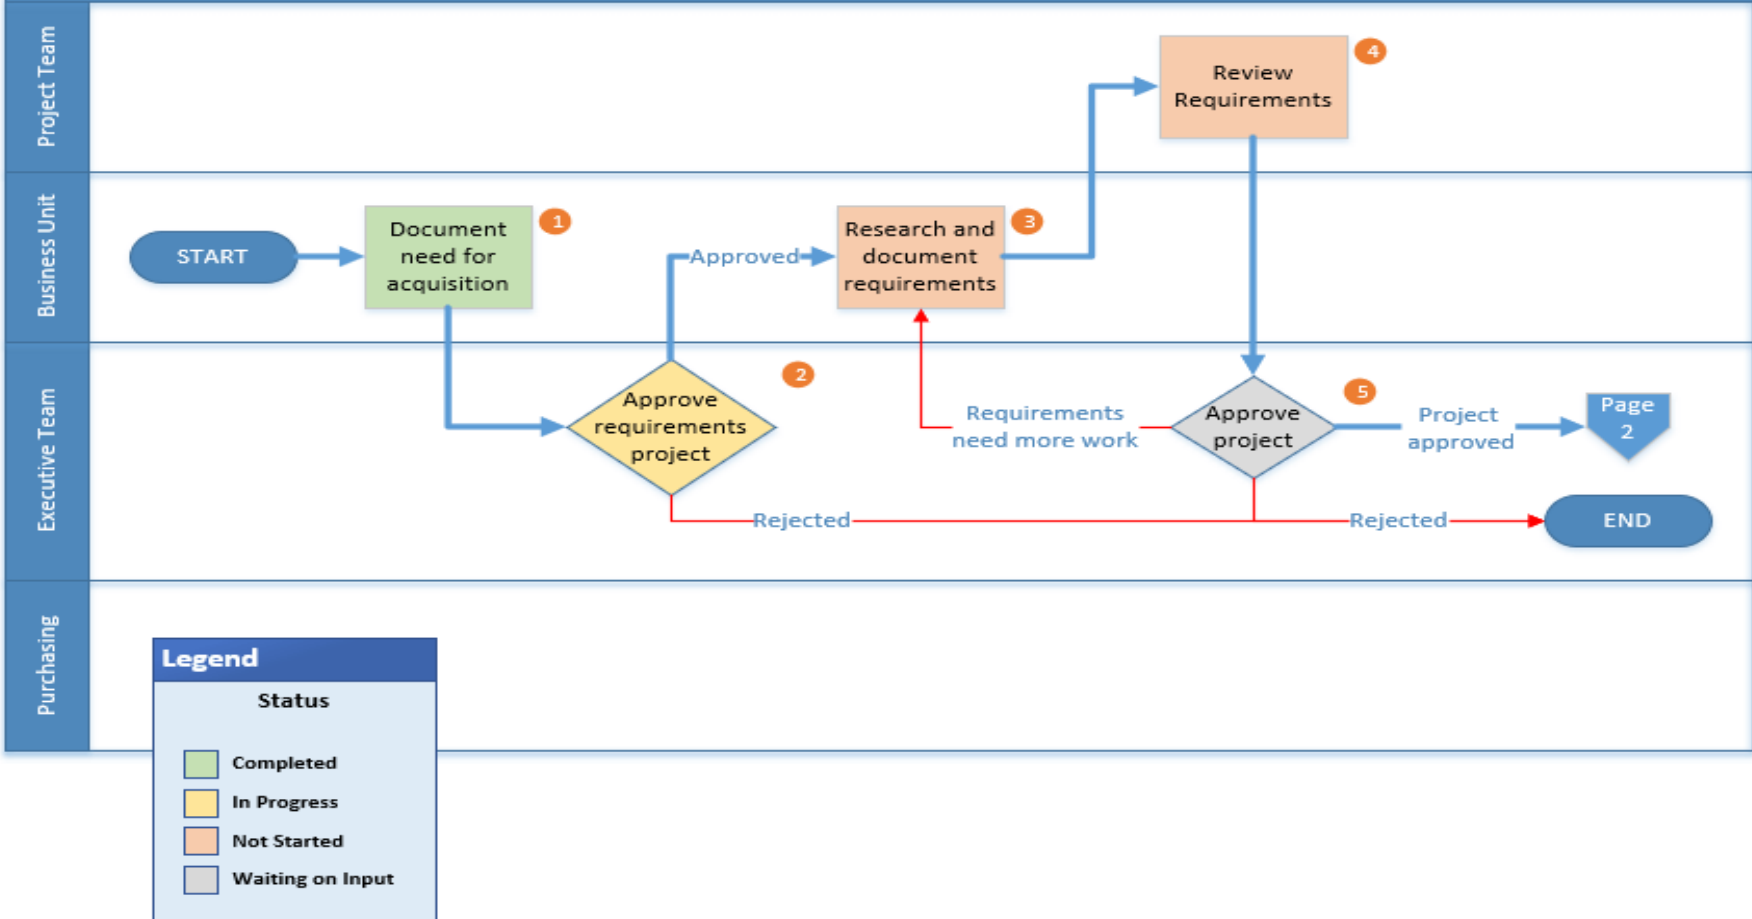 Project Team
4
Review
Requirements
Business Unit
START
1
Document
need for
acquisition
Approved
3
Research and
document
requirements
Executive Team
2
Approve
requirements
project
Requirements
need more work
5
Approve
project
Project
approved
Page
2
Rejected
Rejected
END
Purchasing
Legend
Status
Completed
In Progress
Not Started
Waiting on Input